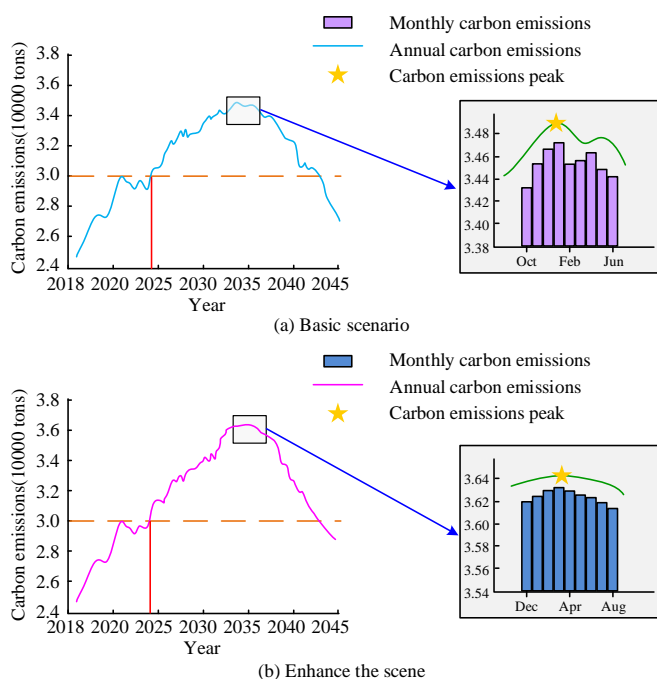 Monthly carbon emissions
Annual carbon emissions
Carbon emissions peak
Carbon emissions(10000 tons)
3.8
3.6
3.4
3.2
3.0
2.8
2.6
2.4
2018 2020 2025 2030 2035 2040 2045
Year
3.48
3.46
3.44
3.42
3.40
3.38
Oct Feb Jun
(a) Basic scenario
Monthly carbon emissions
Annual carbon emissions
Carbon emissions peak
Carbon emissions(10000 tons)
3.8
3.6
3.4
3.2
3.0
2.8
2.6
2.4
2018 2020 2025 2030 2035 2040 2045
Year
3.64
3.62
3.60
3.58
3.56
3.54
Dec Apr Aug
(b) Enhance the scene